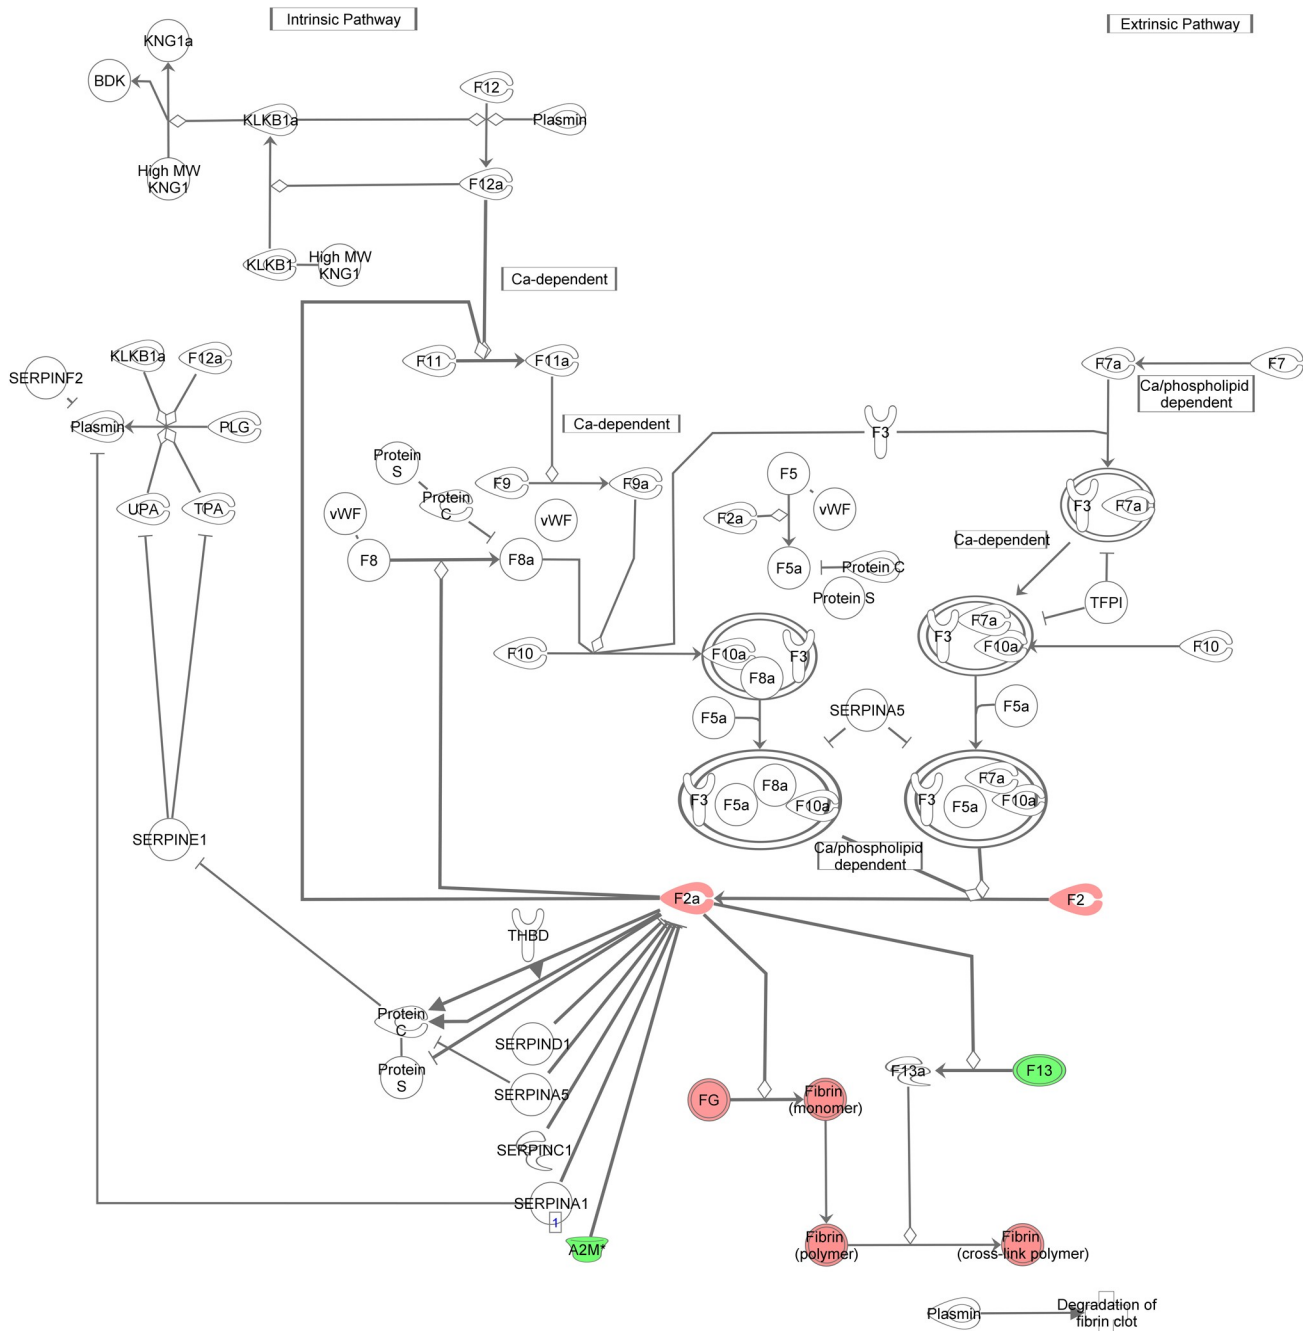 Intrinsic Pathway
Extrinsic Pathway
KNG1a
BDK
F12
KLKB1a
Plasmin
High MW
KNG1
F12a
KLKB1
High MW
KNG1
Ca-dependent
F11
F11a
F7a
F7
Ca/phospholipid
dependent
SERPINF2
KLKB1a
F12a
Plasmin
PLG
UPA
TPA
Ca-dependent
F3
Protein
S
Protein
C
F9
F9a
vWF
vWF
F8
F8a
F5
F2a
vWF
F5a
Protein C
Protein S
F3
F7a
Ca-dependent
TFPI
F7a
F3
F10a
F10
F10
F10a
F3
F8a
F5a
SERPINA5
F5a
F3
F8a
F5a
F10a
F7a
F3
F5a
F10a
SERPINE1
Ca/phospholipid
dependent
F2a
F2
THBD
Protein
C
Protein
S
SERPIND1
SERPINA5
SERPINC1
SERPINA1
1
A2M*
F13a
F13
FG
Fibrin
(monomer)
Fibrin
(polymer)
Fibrin
(cross-link polymer)
Plasmin
Degradation of
fibrin clot